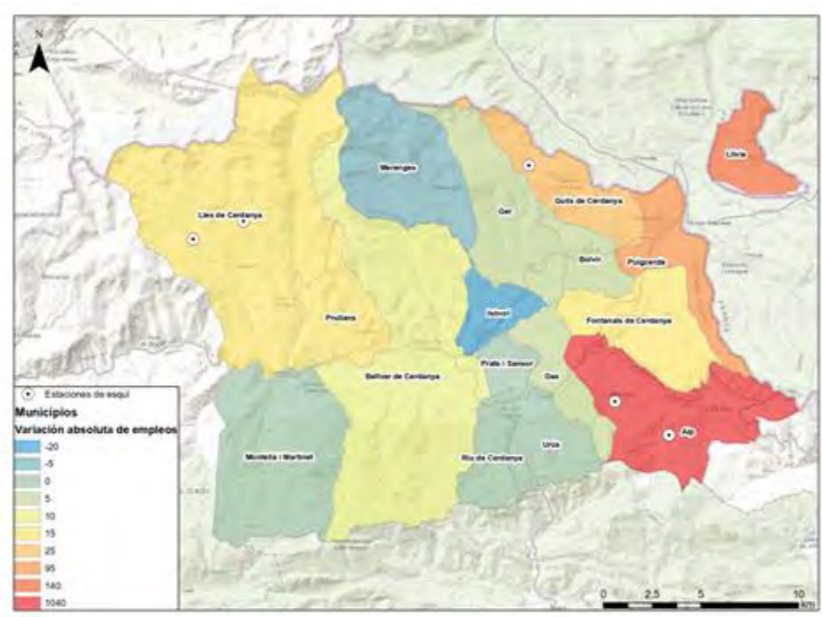 N
Llivia
Meranges
Lles de Cerdanya
Guils de Cerdanya
Ger
Bolvir
Puigcerdà
Isòvol
Prullans
Fontanals de Cerdanya
Prats i Sansor
Das
Bellver de Cerdanya
Alp
Urús
Riu de Cerdanya
Montellà i Martinet
Estaciones de esquí
Municipios
Variación absoluta de empleos
-20
-5
0
5
10
15
25
95
140
1040
0 2,5 5 10
km